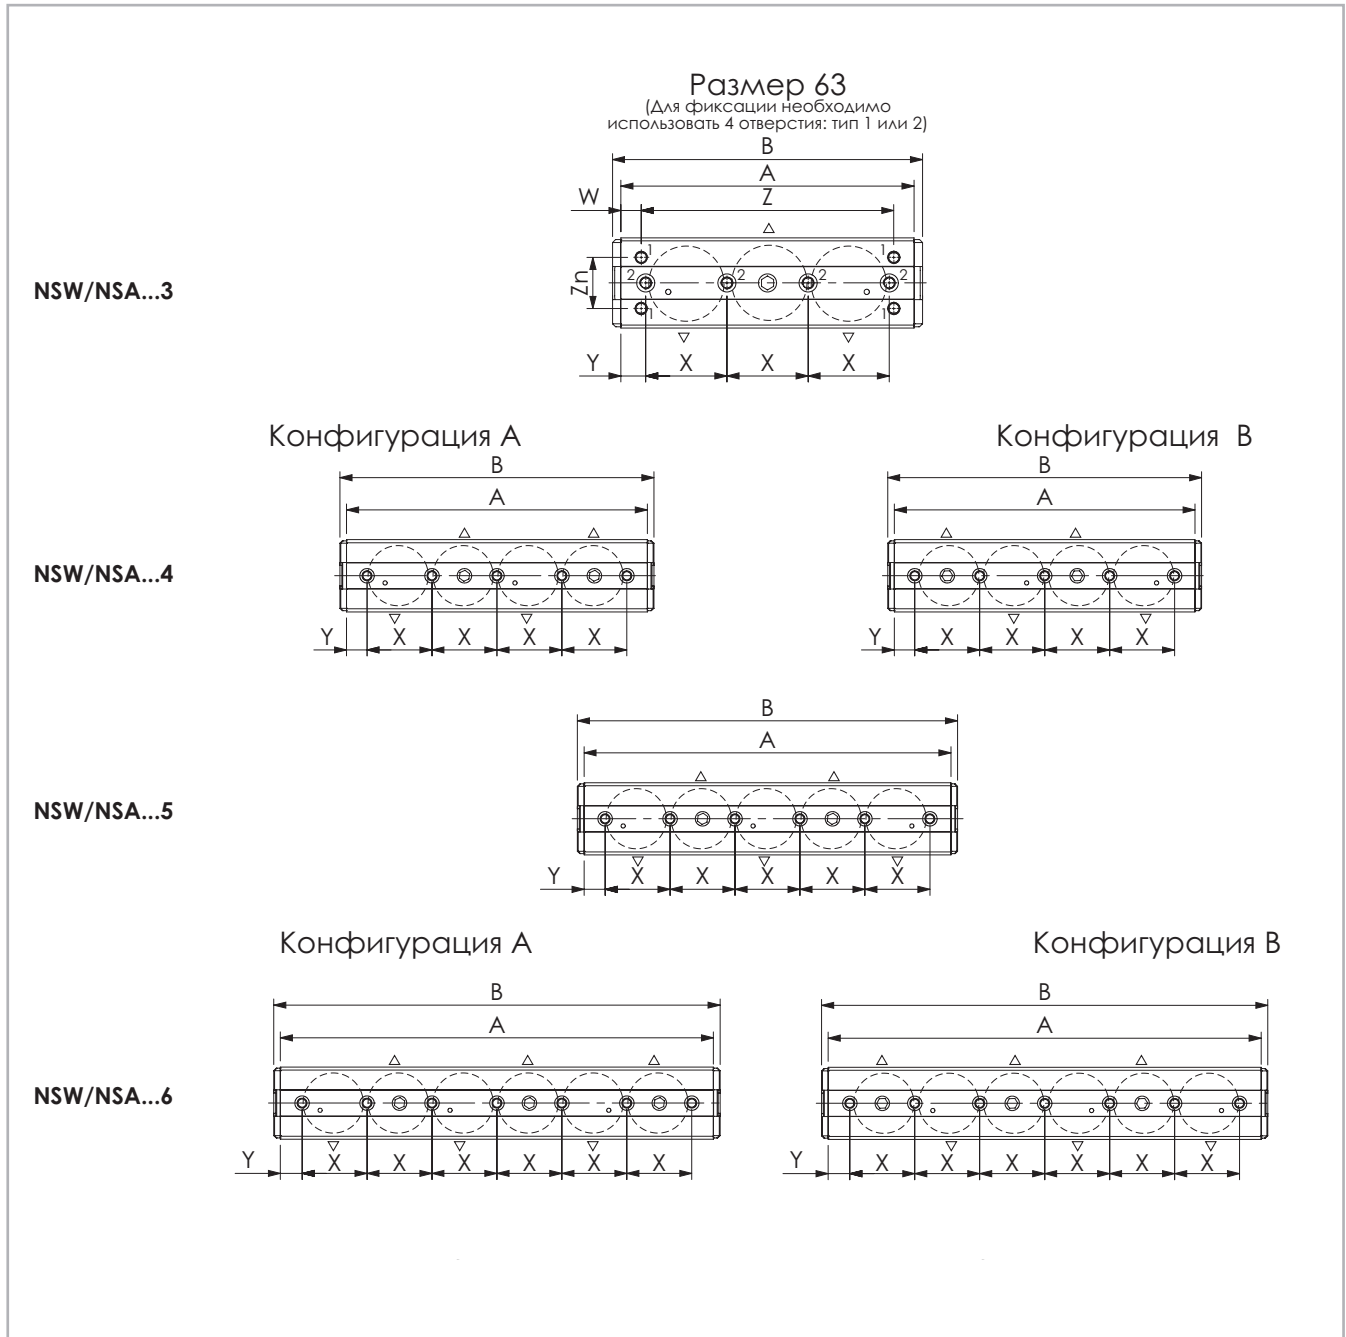 Размер 63
(Для фиксации необходимо
использовать 4 отверстия: тип 1 или 2)
B
A
W Z
1 1
NSW/NSA...3
Zn
2 2 2 2
1 1
Y X X X
Конфигурация A Конфигурация B
B B
A A
NSW/NSA...4
Y X X X X Y X X X X
B
A
NSW/NSA...5
Y X X X X X
Конфигурация A Конфигурация B
B B
A A
NSW/NSA...6
Y X X X X X X Y X X X X X X